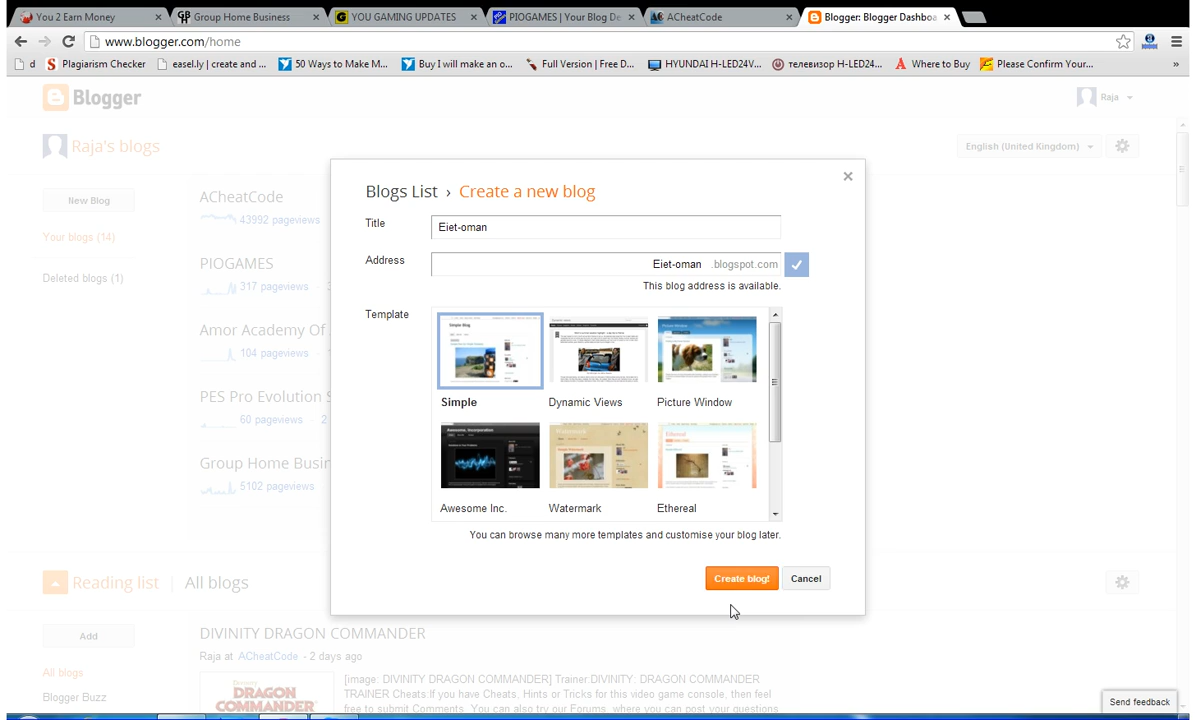 You 2 Earn Money
Group Home Business
YOU GAMING UPDATES
PIOGAMES | Your Blog De
ACheatCode
Blogger: Blogger Dashboa
www.blogger.com/home
d
Plagiarism Checker
easel.ly | create and ...
50 Ways to Make M...
Buy I will make an o...
Full Version | Free D...
HYUNDAI H-LED24V...
телевизор H-LED24...
Where to Buy
Please Confirm Your...
»
Blogger
Raja
Raja's blogs
English (United Kingdom)
New Blog
Your blogs (14)
Deleted blogs (1)
ACheatCode
43992 pageviews
PIOGAMES
317 pageviews
Amor Academy Of
104 pageviews
PES Pro Evolution S
60 pageviews 2
Group Home Busin
5102 pageviews
Blogs List › Create a new blog
Title
Eiet-oman
Address
Eiet-oman .blogspot.com
This blog address is available.
Template
Simple
Dynamic Views
Picture Window
Awesome Inc.
Watermark
Ethereal
You can browse many more templates and customise your blog later.
Create blog!
Cancel
Reading list | All blogs
Add
All blogs
Blogger Buzz
DIVINITY DRAGON COMMANDER
Raja at ACheatCode - 2 days ago
[image: DIVINITY DRAGON COMMANDER] Trainer:DIVINITY: DRAGON COMMANDER
TRAINER Cheats:If you have Cheats, Hints or Tricks for this video game console, then feel
free to submit Comments. You can also try our Forums, where you can post your questions
DRAGON
COMMANDER
Send feedback